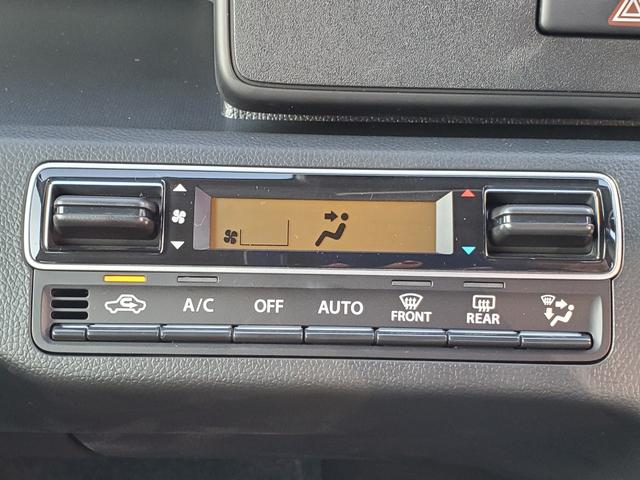 A/C OFF AUTO FRONT REAR